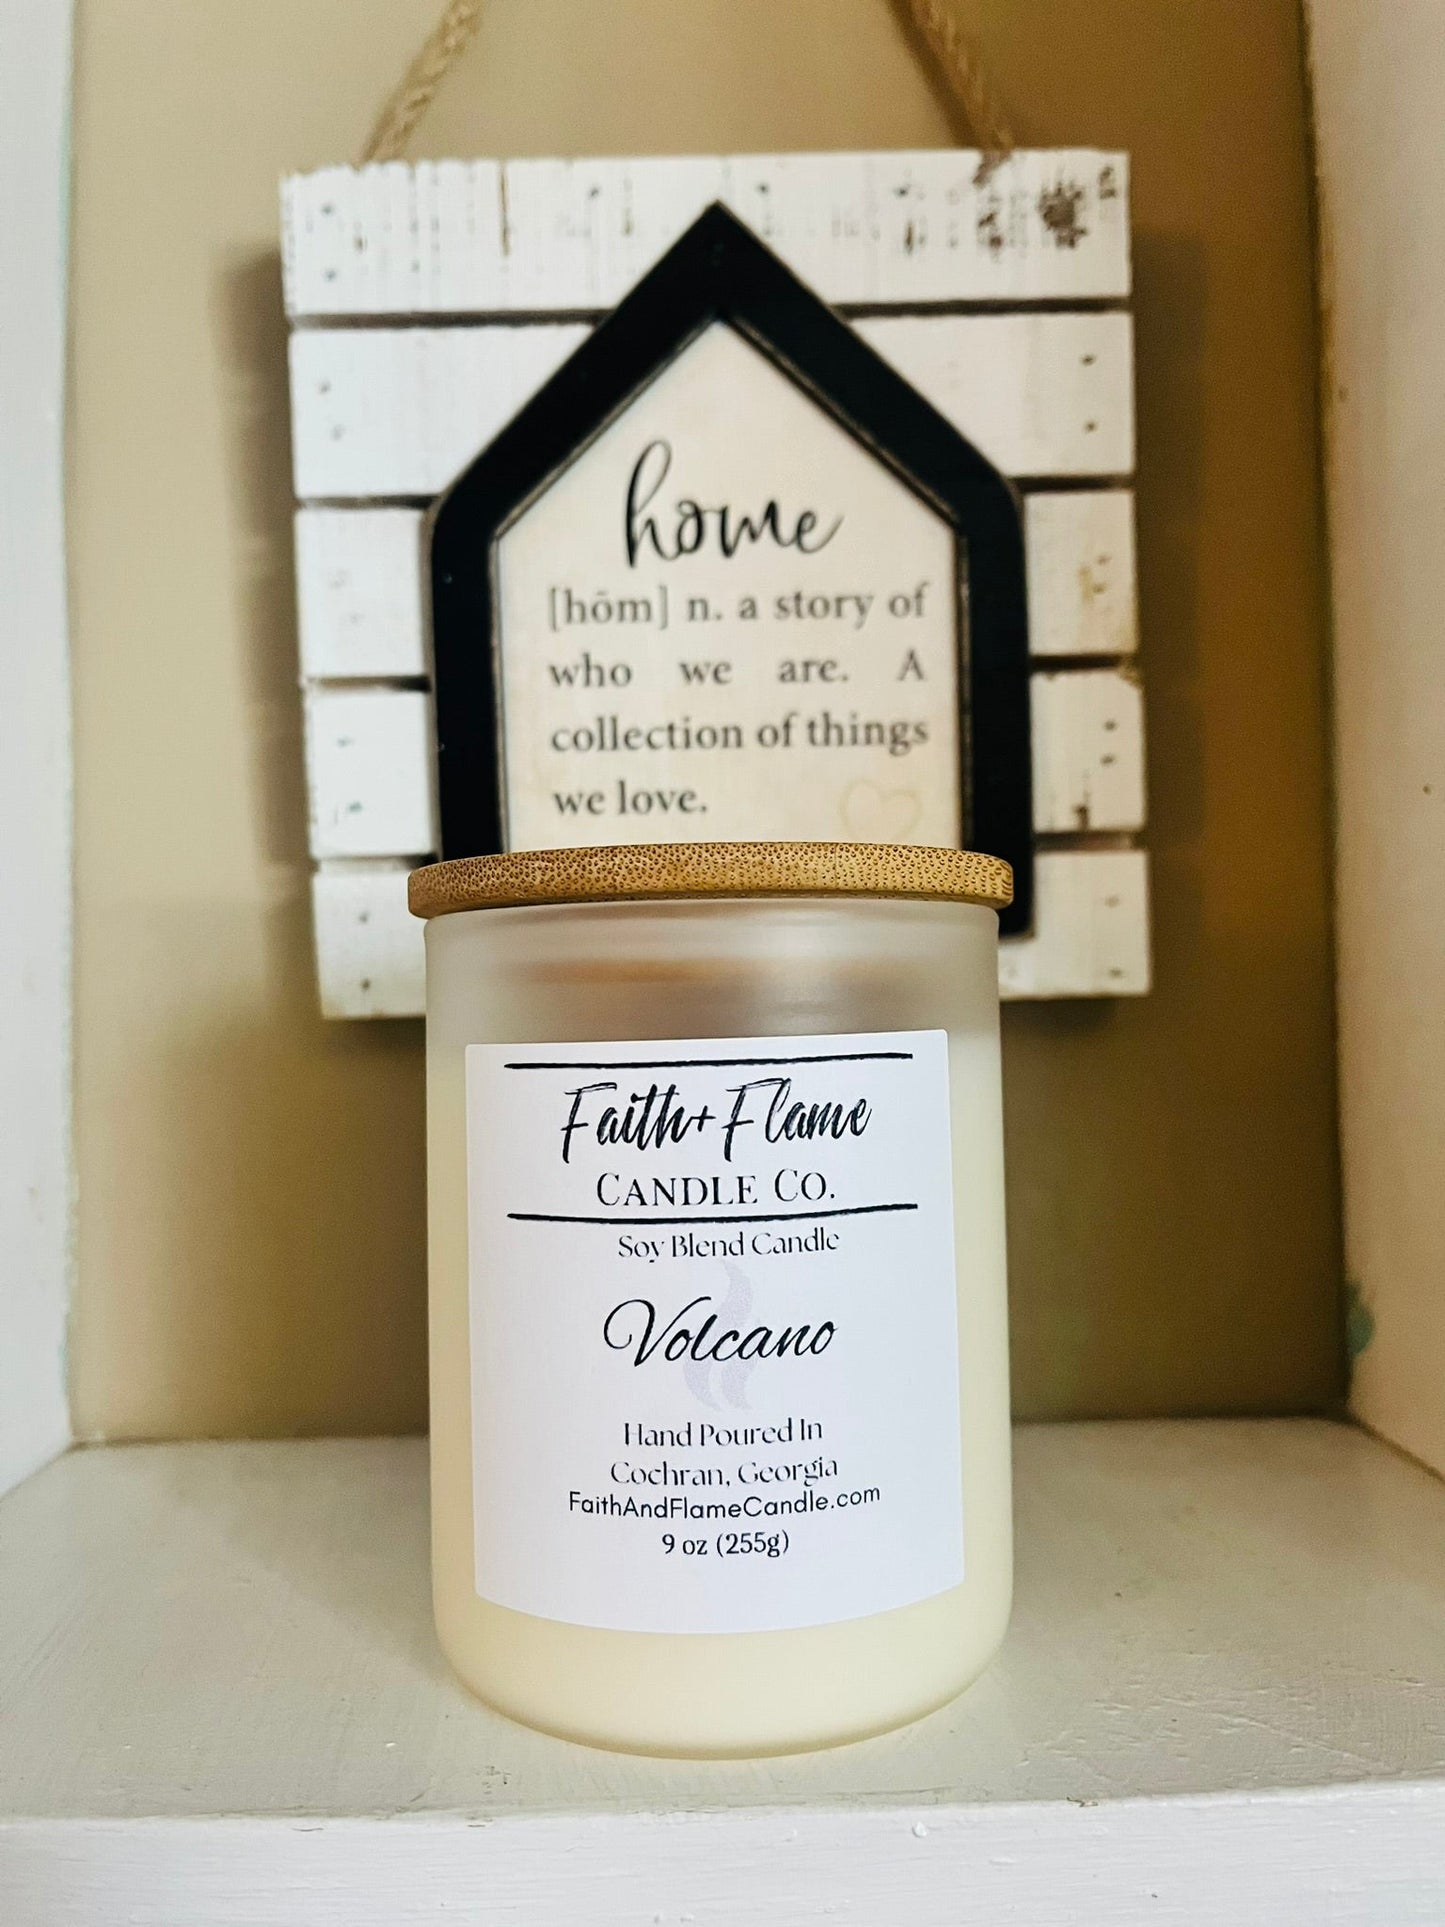 home
[hōm] n. a story of
who we are. A
collection of things
we love.
Faith+Flame
CANDLE CO.
Soy Blend Candle
Volcano
Hand Poured In
Cochran, Georgia
FaithAndFlameCandle.com
9 oz (255g)